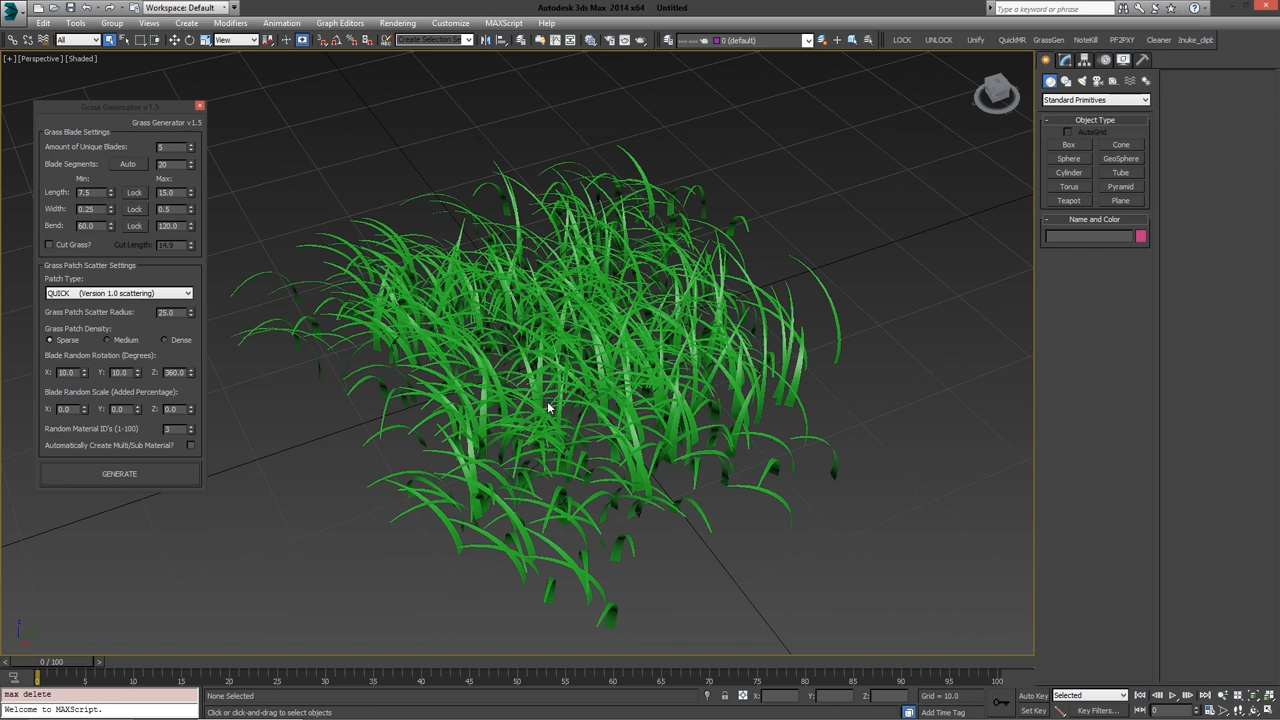 Workspace: Default
Autodesk 3ds Max 2014 x64 Untitled
Type a keyword or phrase
Edit Tools Group Views Create Modifiers Animation Graph Editors Rendering Customize MAXScript Help
All View Create Selection Se 0 (default) LOCK UNLOCK Unify QuickMR GrassGen NoteKill PF2PXY Cleaner
[+] [Perspective] [Shaded]
Grass Generator v1.5
Grass Generator v1.5
Grass Blade Settings
Amount of Unique Blades: 5
Blade Segments: Auto 20
Min: Max:
Length: 7.5 Lock 15.0
Width: 0.25 Lock 0.5
Bend: 60.0 Lock 120.0
Cut Grass? Cut Length: 14.9
Grass Patch Scatter Settings
Patch Type:
QUICK (Version 1.0 scattering)
Grass Patch Scatter Radius: 25.0
Grass Patch Density:
Sparse Medium Dense
Blade Random Rotation (Degrees):
X: 10.0 Y: 10.0 Z: 360.0
Blade Random Scale (Added Percentage):
X: 0.0 Y: 0.0 Z: 0.0
Random Material ID's (1-100) 3
Automatically Create Multi/Sub Material?
GENERATE
Standard Primitives
- Object Type
AutoGrid
Box Cone
Sphere GeoSphere
Cylinder Tube
Torus Pyramid
Teapot Plane
- Name and Color
z
< 0 / 100 >
0 5 10 15 20 25 30 35 40 45 50 55 60 65 70 75 80 85 90 95 100
max delete
Welcome to MAXScript.
None Selected
Click or click-and-drag to select objects
X: Y: Z: Grid = 10.0
Add Time Tag
Auto Key Selected
Set Key Key Filters... 0